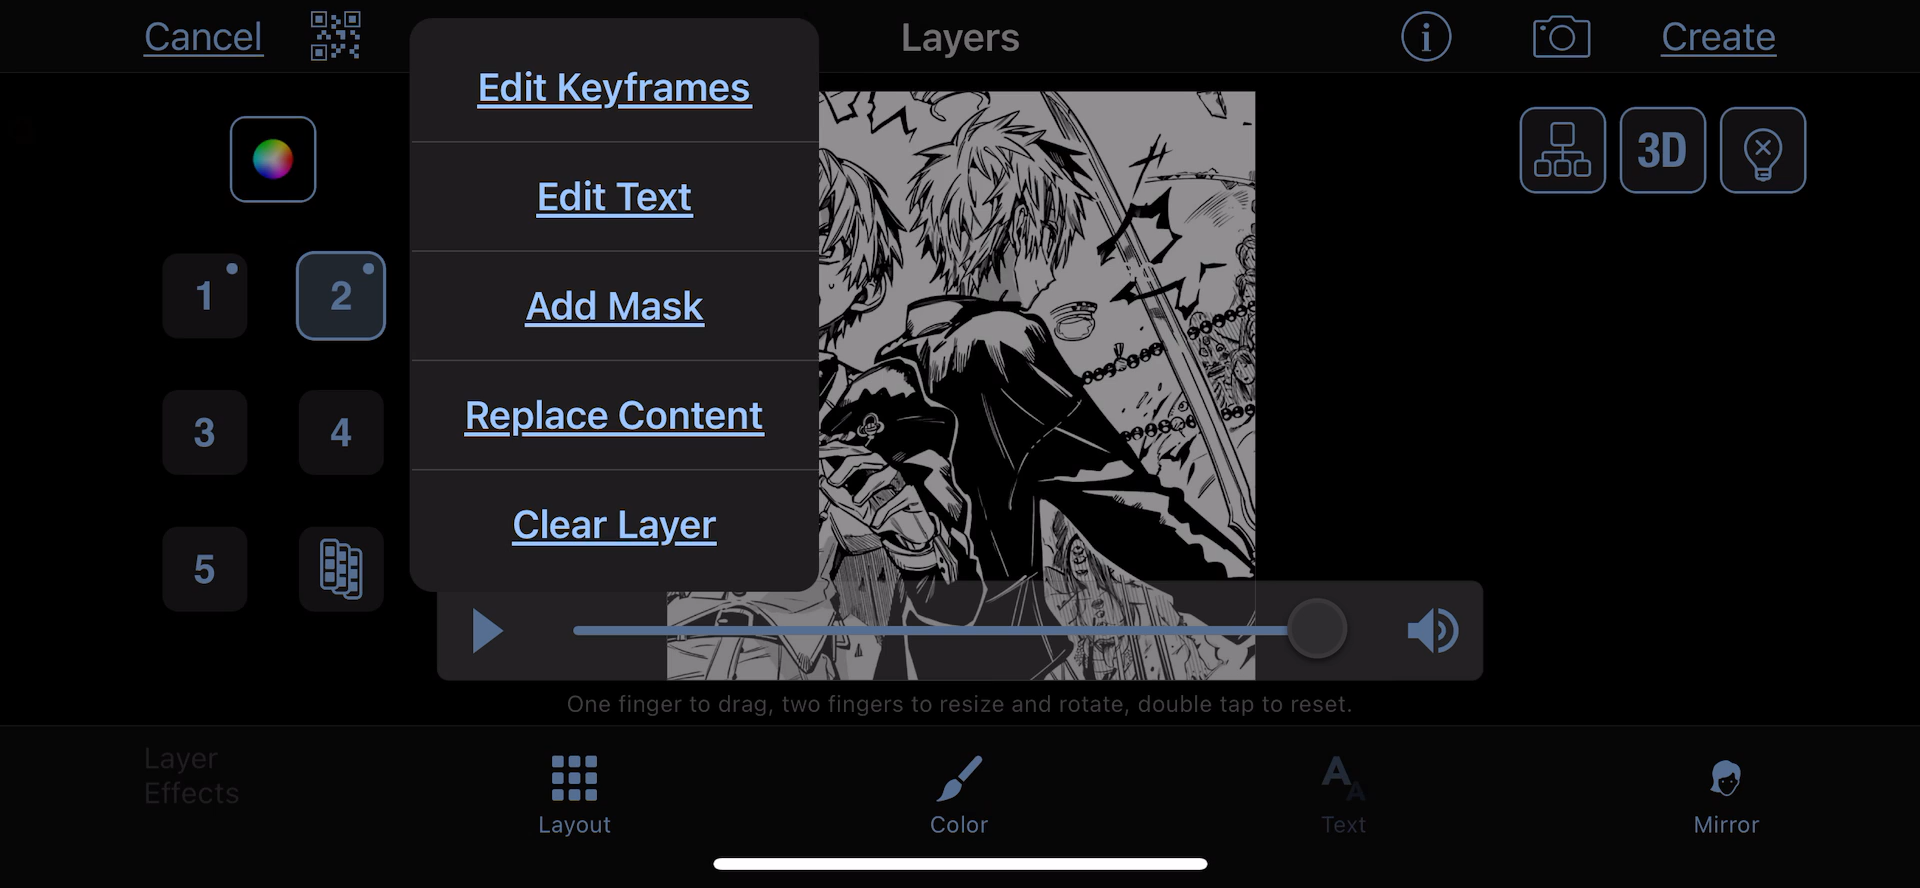 Cancel
Layers
Create
Edit Keyframes
Edit Text
Add Mask
Replace Content
Clear Layer
3D
1
2
3
4
5
One finger to drag, two fingers to resize and rotate, double tap to reset.
Layer
Effects
Layout
Color
Text
Mirror